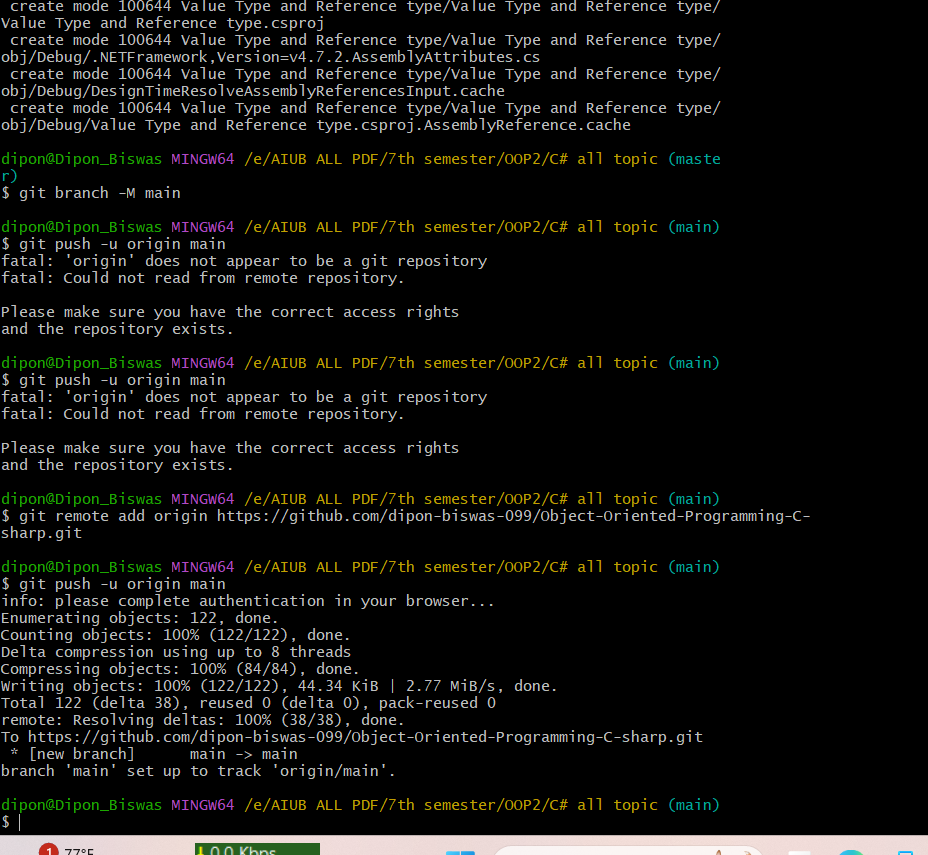 create mode 100644 Value Type and Reference type/Value Type and Reference type/
Value Type and Reference type.csproj
create mode 100644 Value Type and Reference type/Value Type and Reference type/
obj/Debug/.NETFramework,Version=v4.7.2.AssemblyAttributes.cs
create mode 100644 Value Type and Reference type/Value Type and Reference type/
obj/Debug/DesignTimeResolveAssemblyReferencesInput.cache
create mode 100644 Value Type and Reference type/Value Type and Reference type/
obj/Debug/Value Type and Reference type.csproj.AssemblyReference.cache
dipon@Dipon_Biswas MINGW64 /e/AIUB ALL PDF/7th semester/OOP2/C# all topic (maste
r)
$ git branch -M main
dipon@Dipon_Biswas MINGW64 /e/AIUB ALL PDF/7th semester/OOP2/C# all topic (main)
$ git push -u origin main
fatal: 'origin' does not appear to be a git repository
fatal: Could not read from remote repository.
Please make sure you have the correct access rights
and the repository exists.
dipon@Dipon_Biswas MINGW64 /e/AIUB ALL PDF/7th semester/OOP2/C# all topic (main)
$ git push -u origin main
fatal: 'origin' does not appear to be a git repository
fatal: Could not read from remote repository.
Please make sure you have the correct access rights
and the repository exists.
dipon@Dipon_Biswas MINGW64 /e/AIUB ALL PDF/7th semester/OOP2/C# all topic (main)
$ git remote add origin https://github.com/dipon-biswas-099/Object-Oriented-Programming-C-
sharp.git
dipon@Dipon_Biswas MINGW64 /e/AIUB ALL PDF/7th semester/OOP2/C# all topic (main)
$ git push -u origin main
info: please complete authentication in your browser...
Enumerating objects: 122, done.
Counting objects: 100% (122/122), done.
Delta compression using up to 8 threads
Compressing objects: 100% (84/84), done.
Writing objects: 100% (122/122), 44.34 KiB | 2.77 MiB/s, done.
Total 122 (delta 38), reused 0 (delta 0), pack-reused 0
remote: Resolving deltas: 100% (38/38), done.
To https://github.com/dipon-biswas-099/Object-Oriented-Programming-C-sharp.git
* [new branch]      main -> main
branch 'main' set up to track 'origin/main'.
dipon@Dipon_Biswas MINGW64 /e/AIUB ALL PDF/7th semester/OOP2/C# all topic (main)
$
1 77°F 0.0 Kbps